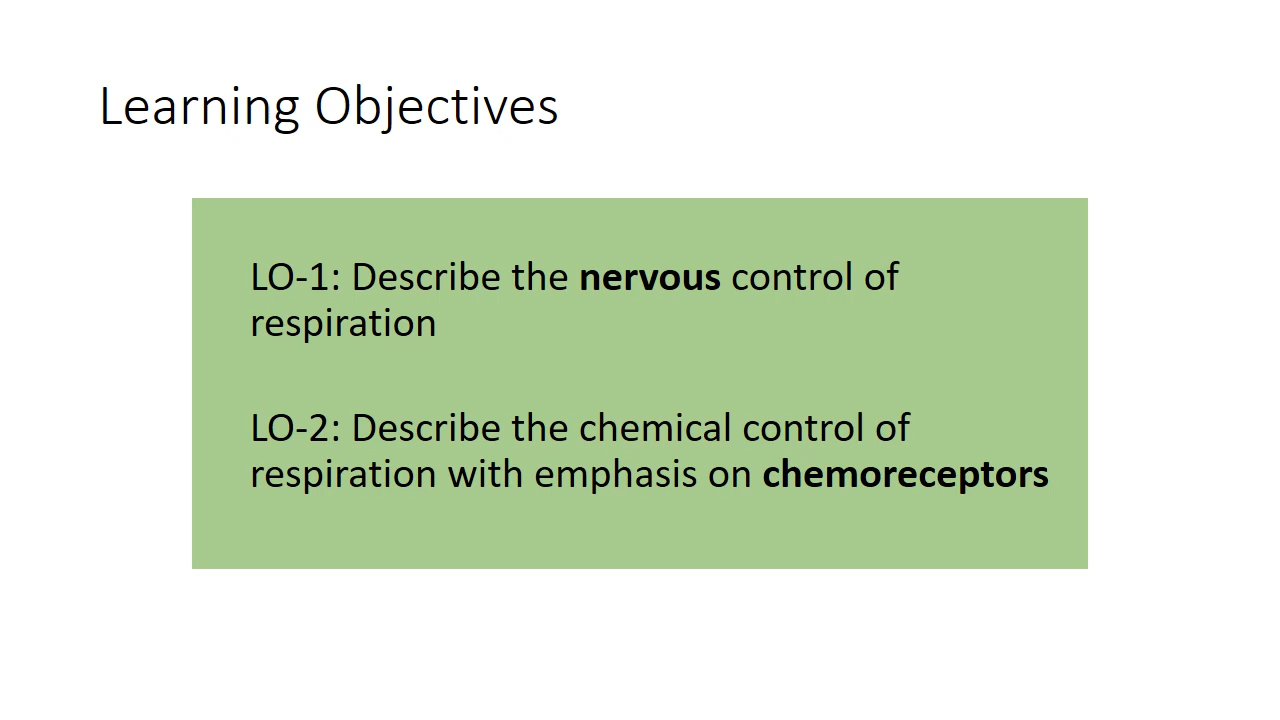 Learning Objectives
LO-1: Describe the nervous control of
respiration
LO-2: Describe the chemical control of
respiration with emphasis on chemoreceptors